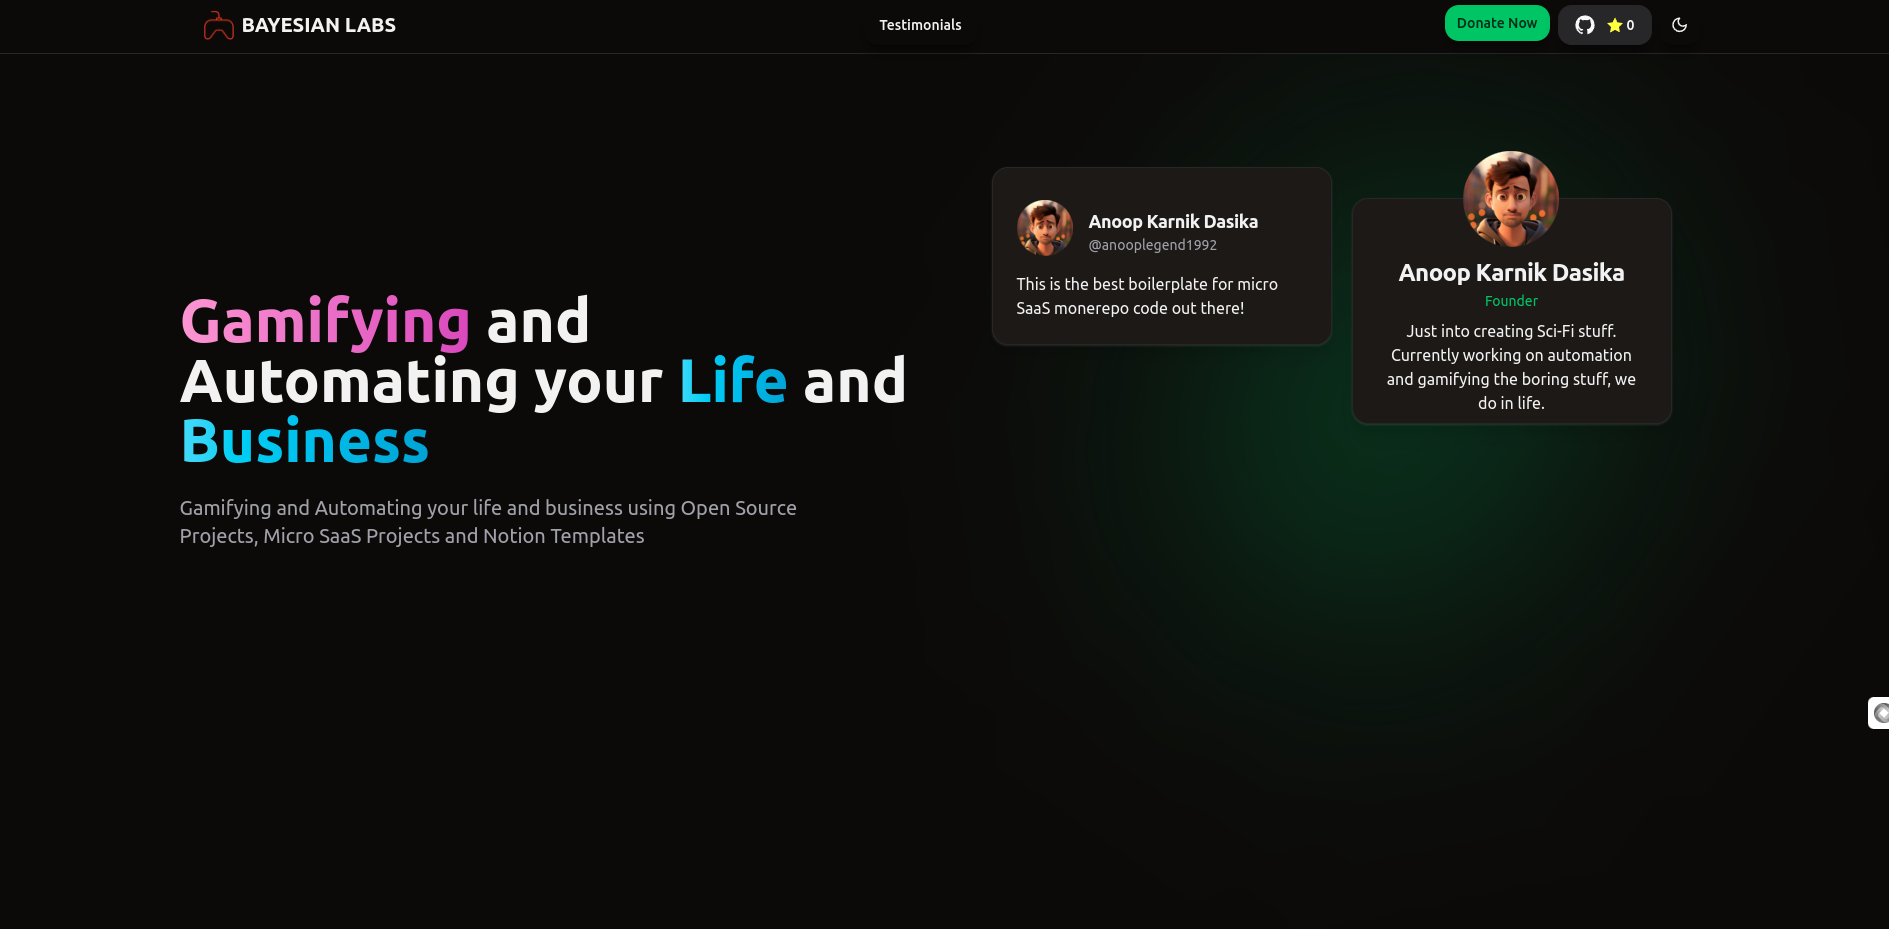 BAYESIAN LABS
Testimonials
Donate Now
⭐ 0
Gamifying and
Automating your Life and
Business
Gamifying and Automating your life and business using Open Source
Projects, Micro SaaS Projects and Notion Templates
Anoop Karnik Dasika
@anooplegend1992
This is the best boilerplate for micro
SaaS monerepo code out there!
Anoop Karnik Dasika
Founder
Just into creating Sci-Fi stuff.
Currently working on automation
and gamifying the boring stuff, we
do in life.